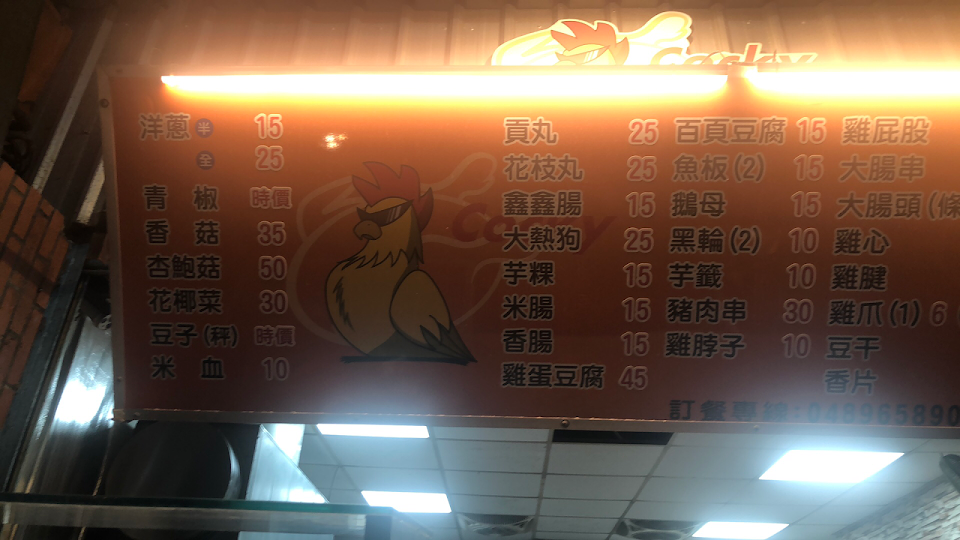 Cocky
洋蔥 半 15
全 25
青椒 時價
香菇 35
杏鮑菇 50
花椰菜 30
豆子(秤) 時價
米血 10
Cocky
貢丸 25
花枝丸 25
鑫鑫腸 15
大熱狗 25
芋粿 15
米腸 15
香腸 15
雞蛋豆腐 45
百頁豆腐 15
魚板(2) 15
鵝母 15
黑輪(2) 10
芋籤 10
豬肉串 30
雞脖子 10
雞屁股
大腸串
大腸頭(條
雞心
雞腱
雞爪(1) 6
豆干
香片
訂餐專線:048965890